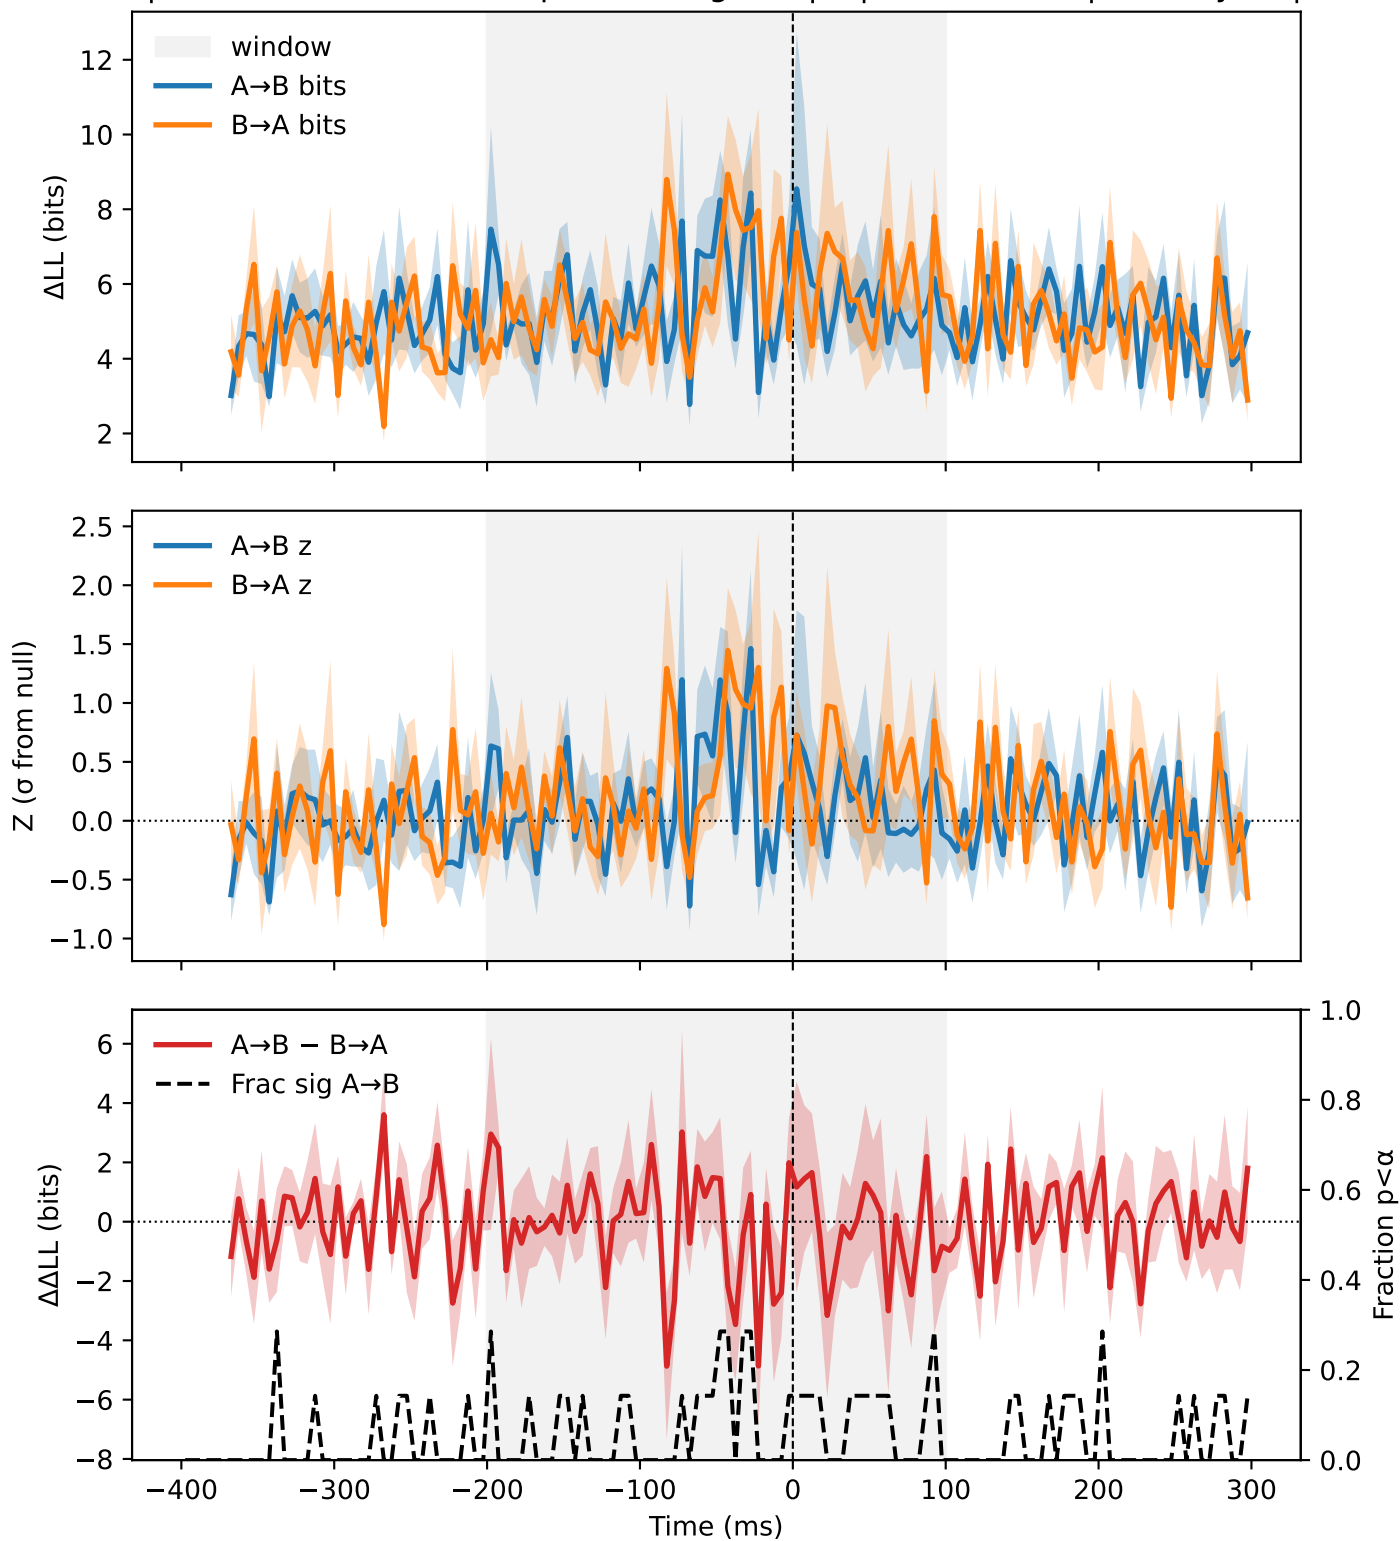 12
10
8
6
4
2
ΔLL (bits)
window
A→B bits
B→A bits
2.5
2.0
1.5
1.0
0.5
0.0
−0.5
−1.0
Z (σ from null)
A→B z
B→A z
6
4
2
0
−2
−4
−6
−8
ΔΔLL (bits)
A→B − B→A
Frac sig A→B
1.0
0.8
0.6
0.4
0.2
0.0
Fraction p<α
−400 −300 −200 −100 0 100 200 300
Time (ms)